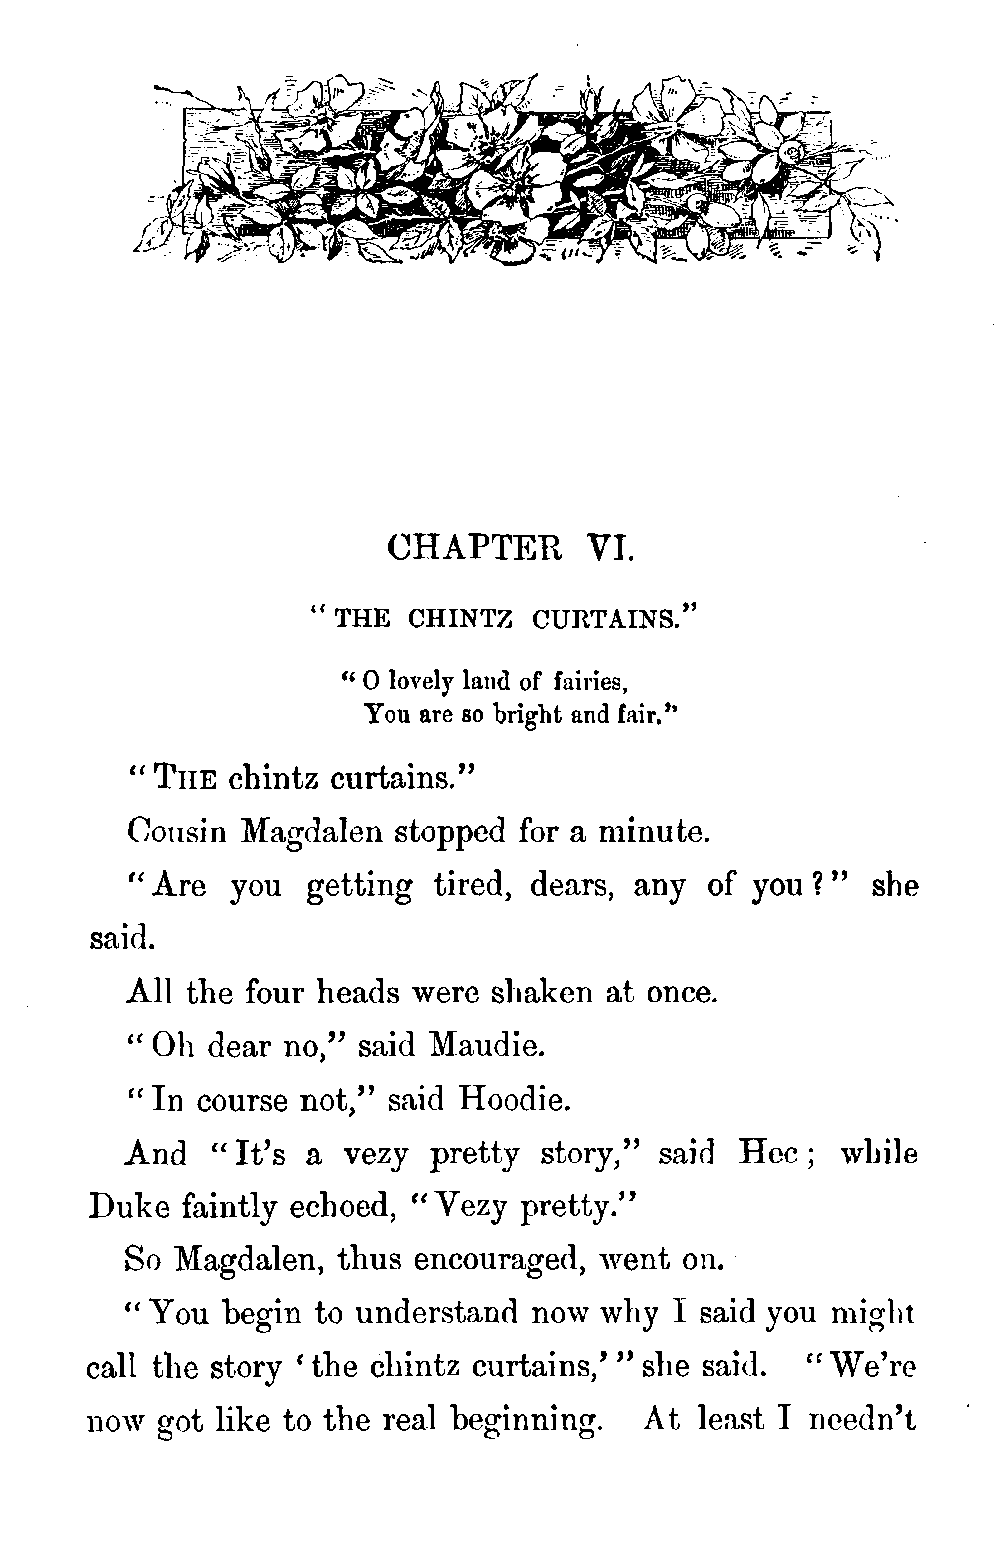 CHAPTER VI.
"THE CHINTZ CURTAINS."
"O lovely land of fairies,
You are so bright and fair."
"THE chintz curtains."
Cousin Magdalen stopped for a minute.
"Are you getting tired, dears, any of you?" she
said.
All the four heads were shaken at once.
"Oh dear no," said Maudie.
"In course not," said Hoodie.
And "It's a vezy pretty story," said Hec; while
Duke faintly echoed, "Vezy pretty."
So Magdalen, thus encouraged, went on.
"You begin to understand now why I said you might
call the story 'the chintz curtains,'" she said. "We're
now got like to the real beginning. At least I needn't